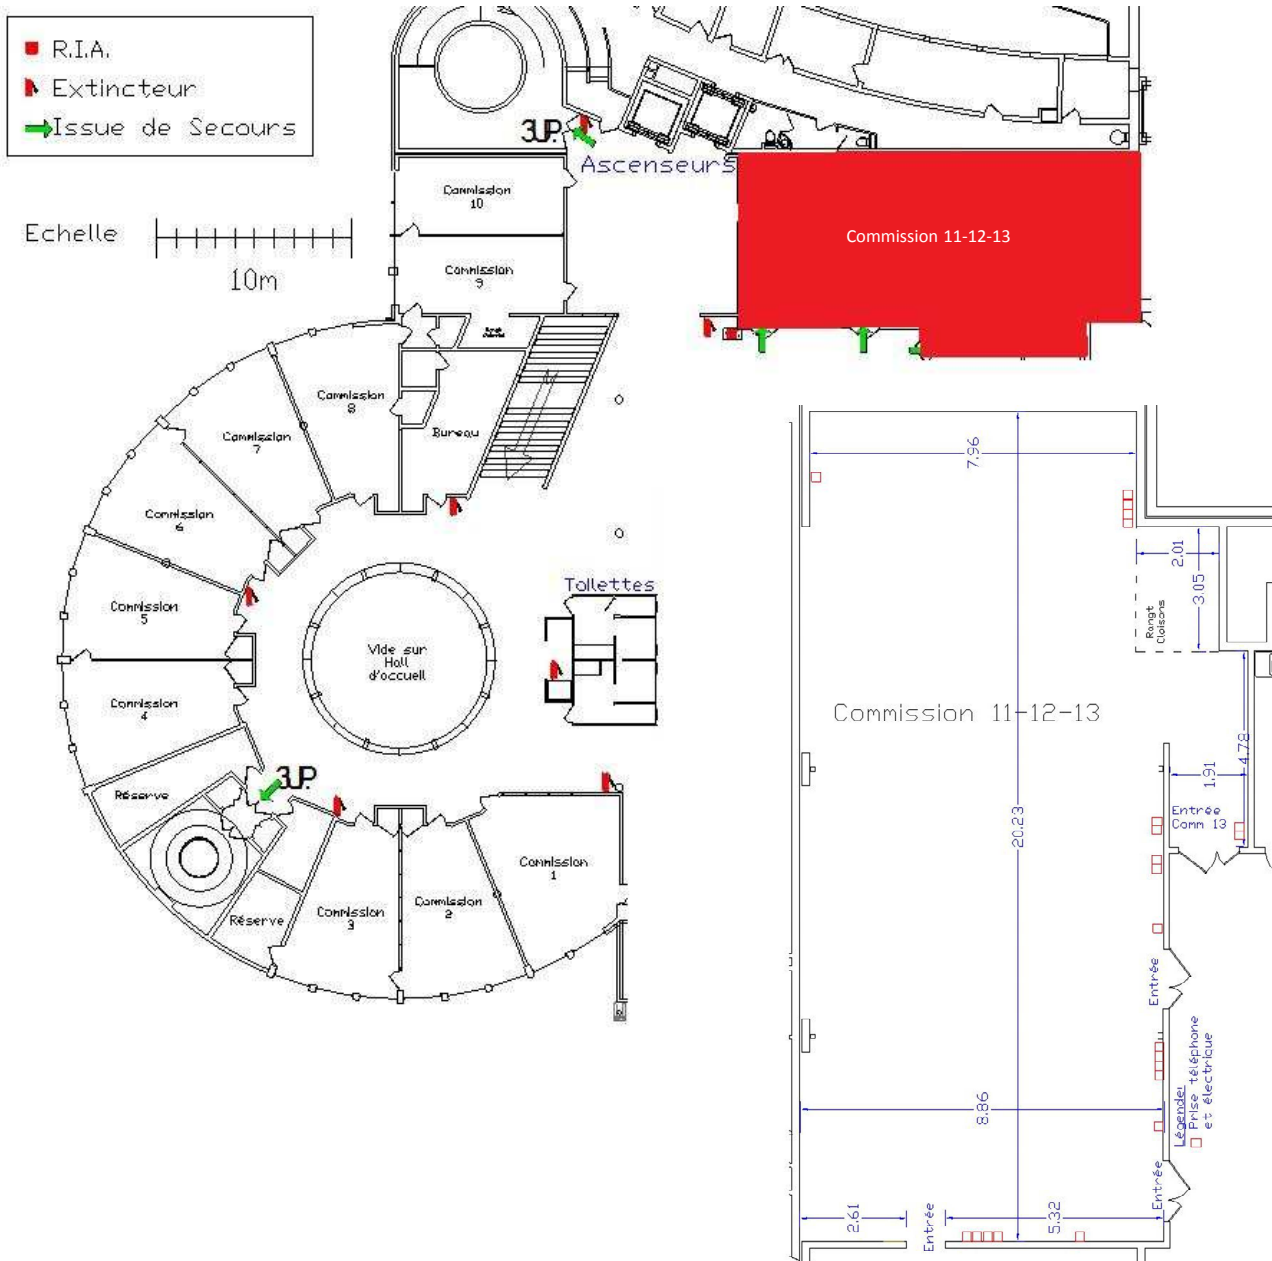 R.I.A.
Extincteur
Issue de Secours
Echelle
10m
3U.P.
Ascenseurs
Commission
10
Commission
9
Commission 11-12-13
Commission
8
Commission
7
Bureau
Commission
6
Commission
5
Commission
4
Vide sur
Hall
d'accueil
Toilettes
3U.P.
Réserve
Réserve
Commission
3
Commission
2
Commission
1
7.96
2.01
3.05
Rangt
Cloisons
Commission 11-12-13
4.78
1.91
Entrée
Comm 13
20.23
Entrée
8.86
Légende:
Prise téléphone
et électrique
Entrée
2.61
Entrée
5.32